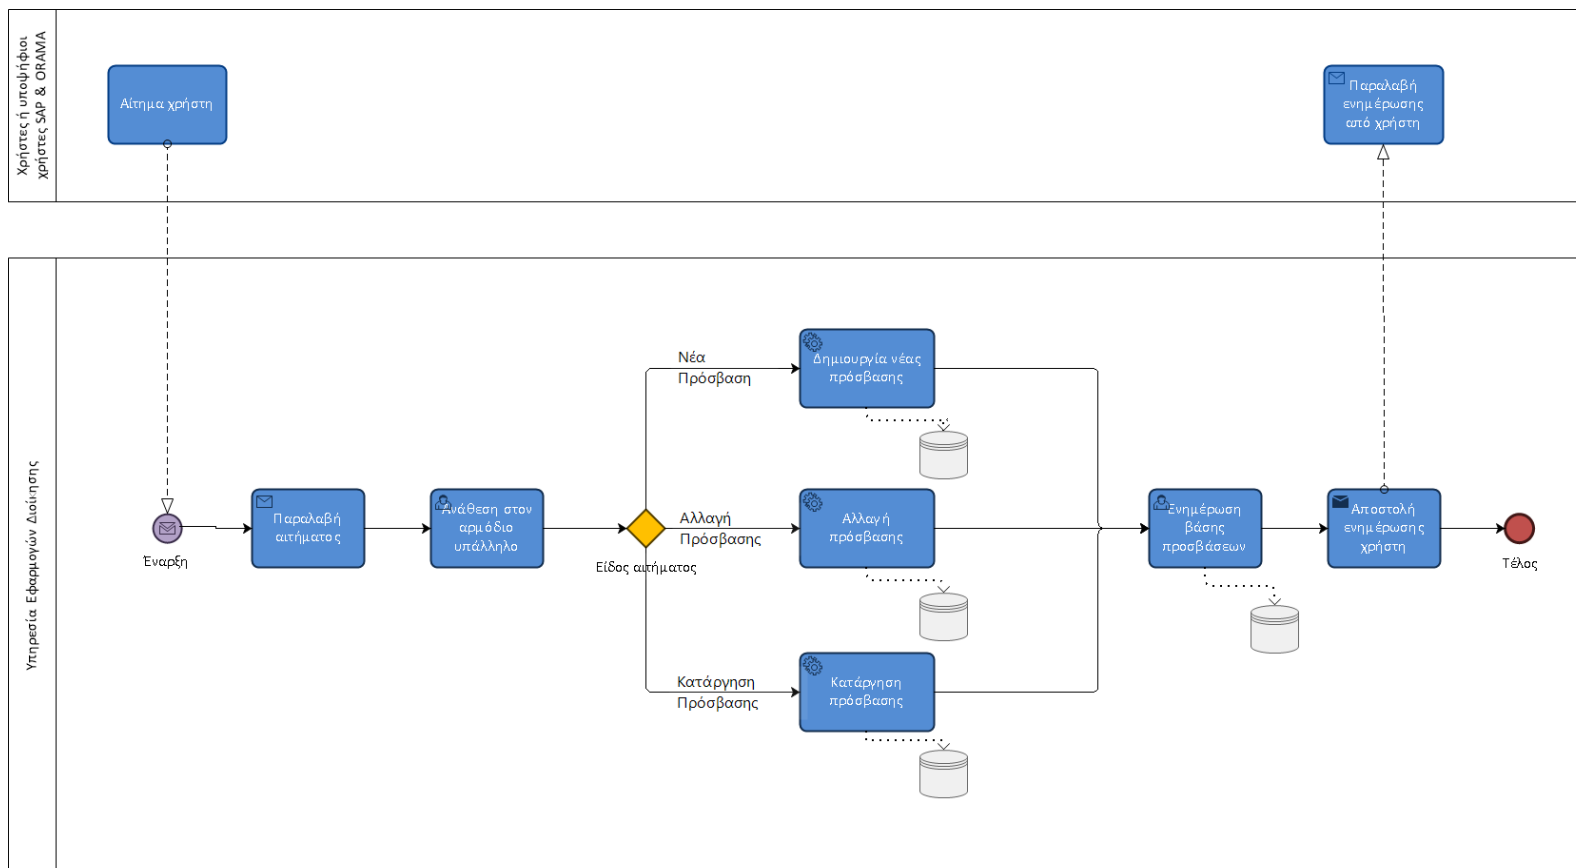 Χρήστες ή υποψήφιοι
χρήστες SAP & ORAMA
Αίτημα χρήστη
Παραλαβή
ενημέρωσης
από χρήστη
Υπηρεσία Εφαρμογών Διοίκησης
Έναρξη
Παραλαβή
αιτήματος
Ανάθεση στον
αρμόδιο
υπάλληλο
Είδος αιτήματος
Νέα
Πρόσβαση
Δημιουργία νέας
πρόσβασης
Αλλαγή
Πρόσβασης
Αλλαγή
πρόσβασης
Κατάργηση
Πρόσβασης
Κατάργηση
πρόσβασης
Ενημέρωση
βάσης
προσβάσεων
Αποστολή
ενημέρωσης
χρήστη
Τέλος